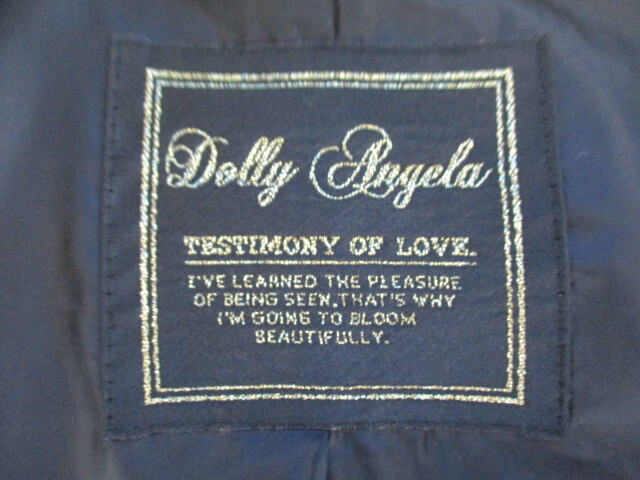 Dolly Angela
TESTIMONY OF LOVE.
I'VE LEARNED THE PLEASURE
OF BEING SEEN.THAT'S WHY
I'M GOING TO BLOOM
BEAUTIFULLY.